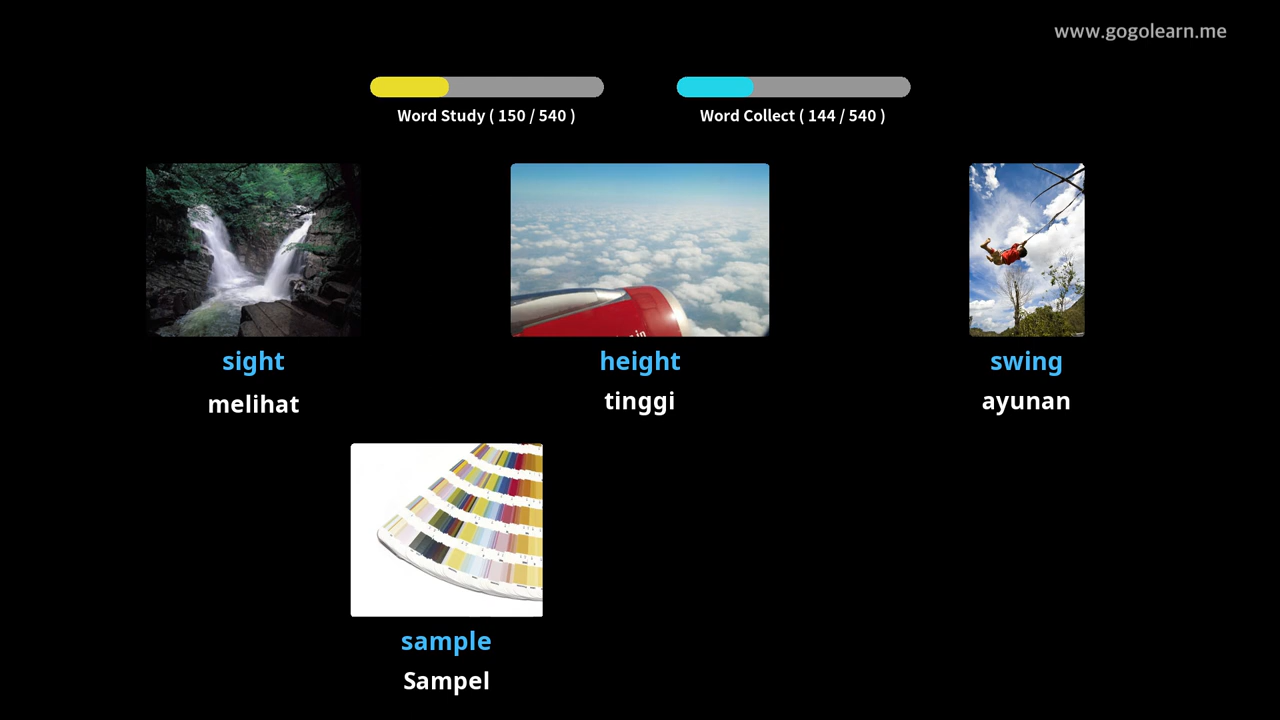 www.gogolearn.me
Word Study ( 150 / 540 )
Word Collect ( 144 / 540 )
sight
melihat
height
tinggi
swing
ayunan
sample
Sampel